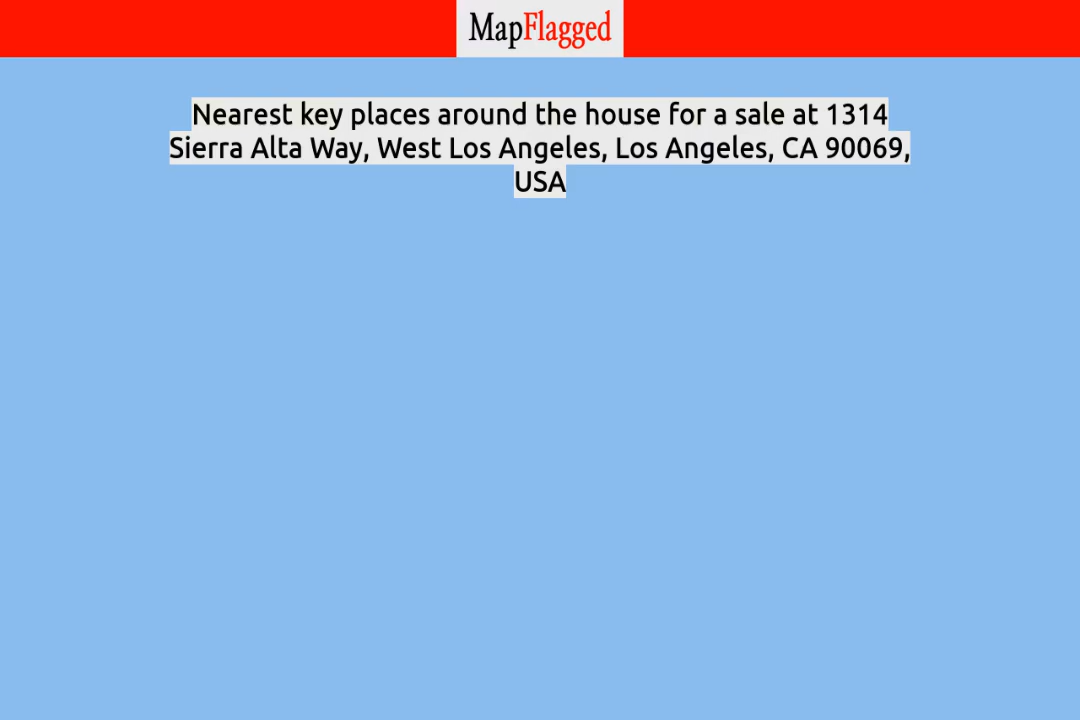 MapFlagged
Nearest key places around the house for a sale at 1314
Sierra Alta Way, West Los Angeles, Los Angeles, CA 90069,
USA